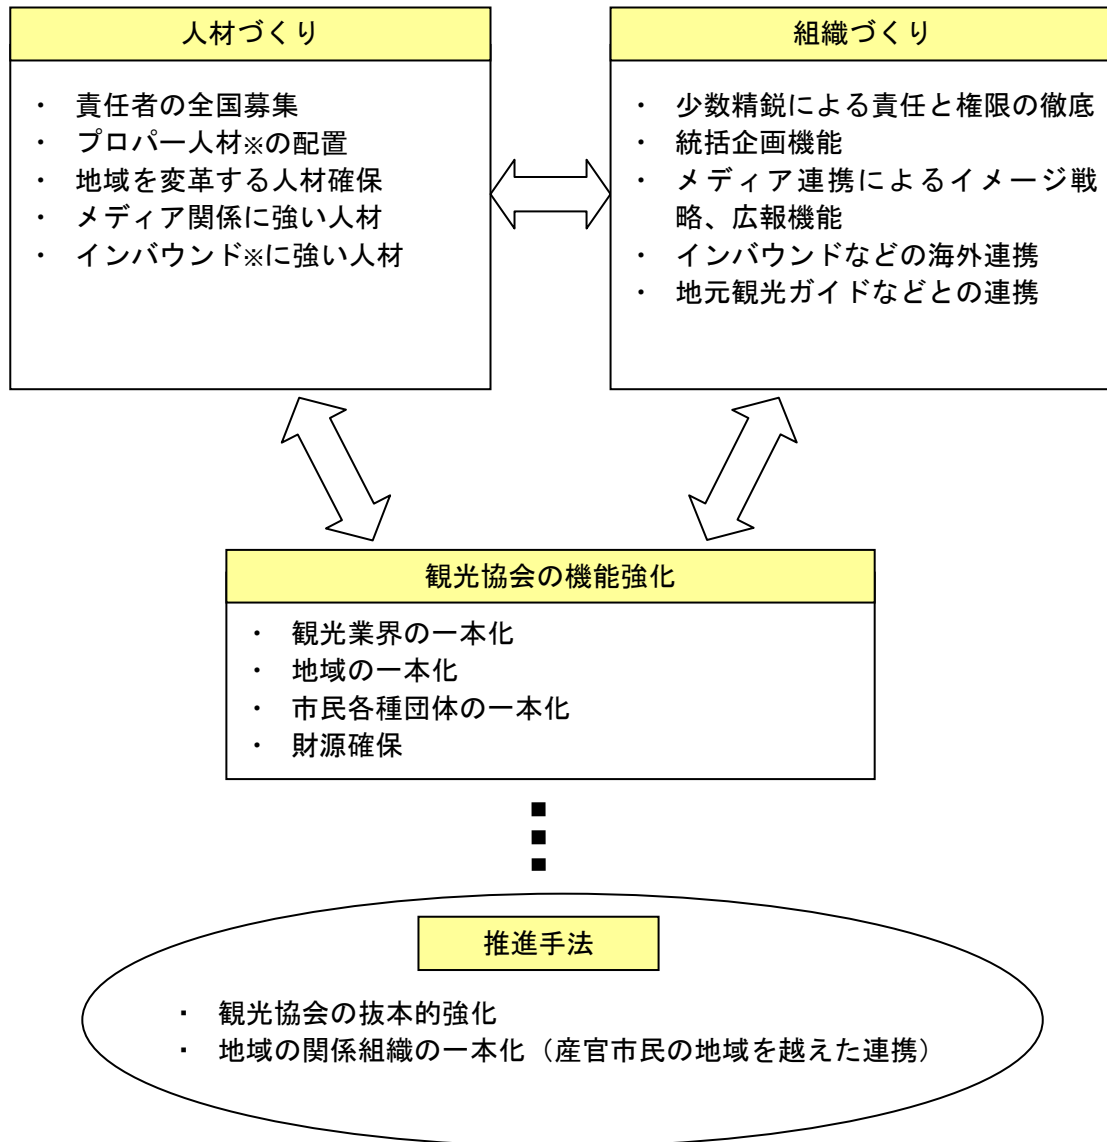 人材づくり
・ 責任者の全国募集
・ プロパー人材※の配置
・ 地域を変革する人材確保
・ メディア関係に強い人材
・ インバウンド※に強い人材
組織づくり
・ 少数精鋭による責任と権限の徹底
・ 統括企画機能
・ メディア連携によるイメージ戦
略、広報機能
・ インバウンドなどの海外連携
・ 地元観光ガイドなどとの連携
観光協会の機能強化
・ 観光業界の一本化
・ 地域の一本化
・ 市民各種団体の一本化
・ 財源確保
推進手法
・ 観光協会の抜本的強化
・ 地域の関係組織の一本化（産官市民の地域を越えた連携）